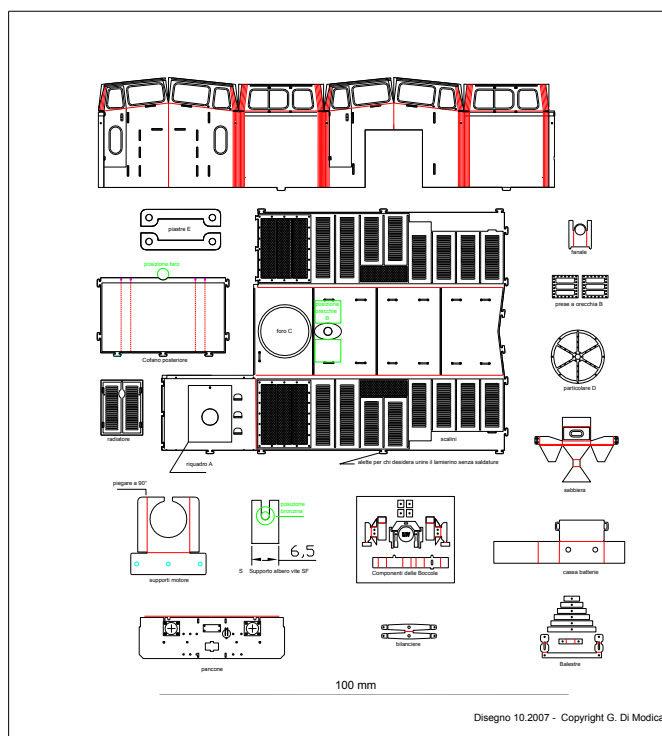 piastre E
posizione faro
fanale
prese a orecchia B
posizione
orecchie
B
foro C
Cofano posteriore
particolare D
radiatore
riquadro A
scalini
alette per chi desidera unire il lamierino senza saldature
sabbiera
piegare a 90°
posizione
bronzina
6,5
supporti motore
S Supporto albero vite SF
Componenti delle Boccole
cassa batterie
pancone
bilanciere
Balestre
100 mm
Disegno 10.2007 - Copyright G. Di Modica